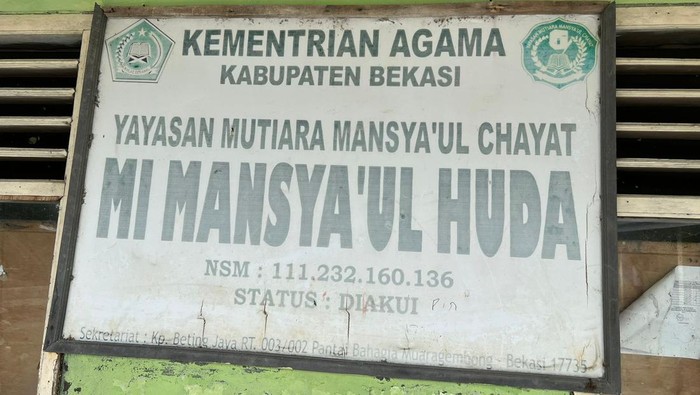 KEMENTRIAN AGAMA
KABUPATEN BEKASI
YAYASAN MUTIARA MANSYA'UL CHAYAT
MI MANSYA'UL HUDA
NSM : 111.232.160.136
STATUS : DIAKUI
Sekretariat : Kp. Beting Jaya RT. 003/002 Pantai Bahagia Muaragembong - Bekasi 17735